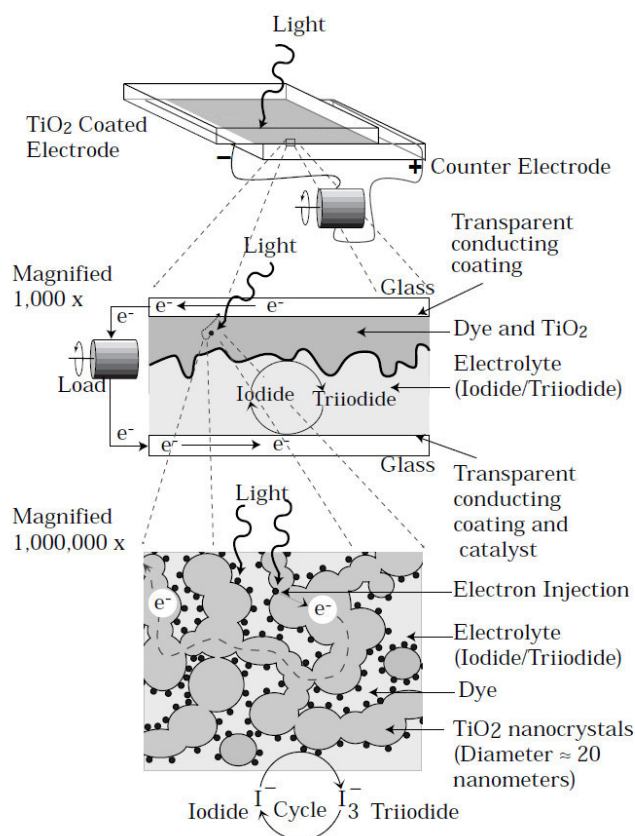 Light
TiO2 Coated
Electrode
−
+
Counter Electrode
Transparent
conducting
coating
Light
Magnified
1,000 x
Glass
e-
e-
e-
Dye and TiO2
Load
Electrolyte
(Iodide/Triiodide)
Iodide
Triiodide
e-
e-
e-
Glass
Transparent
conducting
coating and
catalyst
Light
Magnified
1,000,000 x
Electron Injection
e-
e-
Electrolyte
(Iodide/Triiodide)
Dye
TiO2 nanocrystals
(Diameter ≈ 20
nanometers)
Iodide I⁻ Cycle I₃⁻ Triiodide